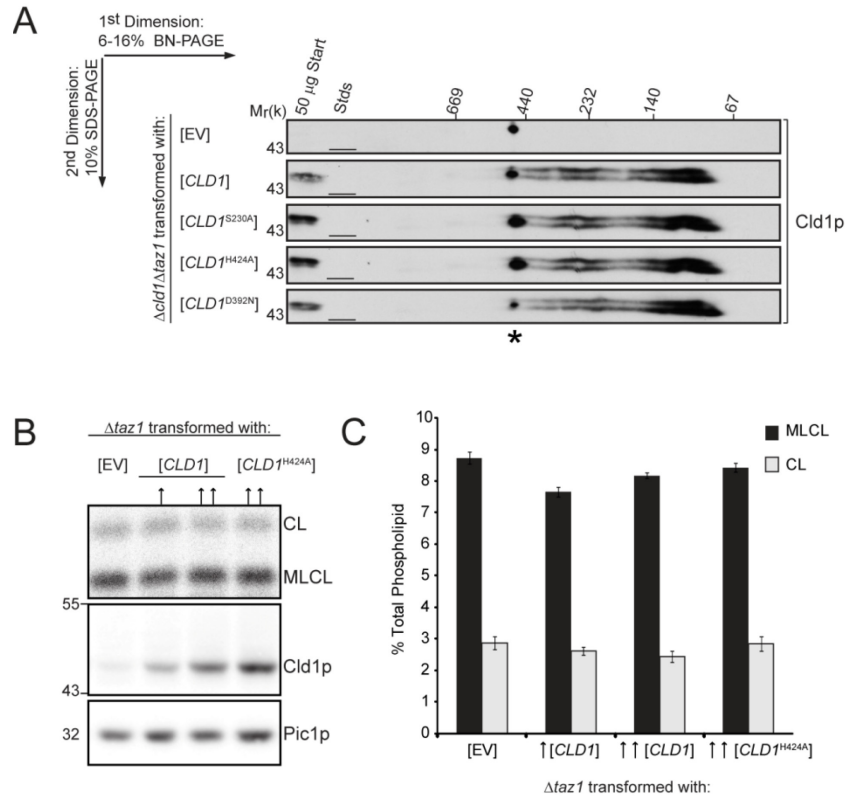 A
1st Dimension:
6-16% BN-PAGE
2nd Dimension:
10% SDS-PAGE
50 µg Start
Stds
Mr(k)
669
440
232
140
67
Δcld1Δtaz1 transformed with:
[EV]
43
[CLD1]
43
[CLD1S230A]
43
[CLD1H424A]
43
[CLD1D392N]
43
Cld1p
*
B
Δtaz1 transformed with:
[EV] [CLD1] [CLD1H424A]
↑ ↑↑ ↑↑
CL
MLCL
55
Cld1p
43
32
Pic1p
C
% Total Phospholipid
10
9
8
7
6
5
4
3
2
1
0
MLCL
CL
[EV] ↑[CLD1] ↑↑[CLD1] ↑↑[CLD1H424A]
Δtaz1 transformed with: